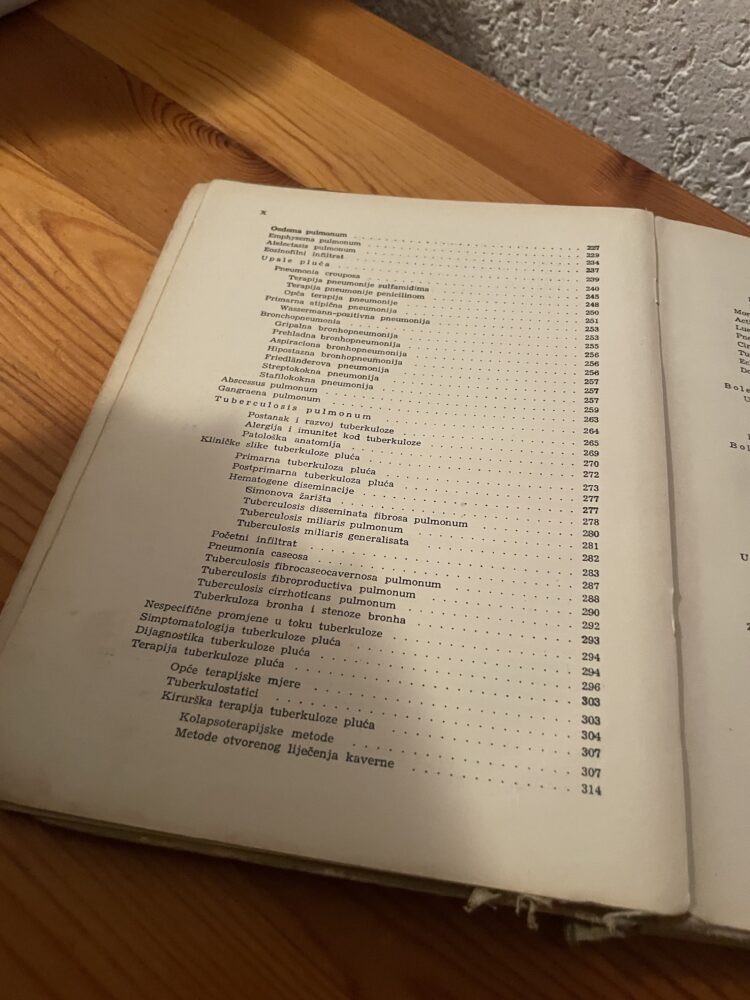 X
Oedema pulmonum . . . . . . . . . . 227
Emphysema pulmonum . . . . . . . . . . 229
Atelectasis pulmonum . . . . . . . . . . 234
Eozinofilni infiltrat . . . . . . . . . . 237
Upale pluća . . . . . . . . . . 239
Pneumonia crouposa . . . . . . . . . . 240
Terapija pneumonije sulfamidima . . . . . . . . . . 245
Terapija pneumonije penicilinom . . . . . . . . . . 248
Opća terapija pneumonije . . . . . . . . . . 250
Primarna atipična pneumonija . . . . . . . . . . 251
Wassermann-pozitivna pneumonija . . . . . . . . . . 253
Bronchopneumonia . . . . . . . . . . 253
Gripalna bronhopneumonija . . . . . . . . . . 255
Prehladna bronhopneumonija . . . . . . . . . . 256
Aspiraciona bronhopneumonija . . . . . . . . . . 256
Hipostazna bronhopneumonija . . . . . . . . . . 256
Friedländerova pneumonija . . . . . . . . . . 257
Streptokokna pneumonija . . . . . . . . . . 257
Stafilokokna pneumonija . . . . . . . . . . 257
Abscessus pulmonum . . . . . . . . . . 259
Gangraena pulmonum . . . . . . . . . . 263
Tuberculosis pulmonum . . . . . . . . . . 264
Postanak i razvoj tuberkuloze . . . . . . . . . . 265
Alergija i imunitet kod tuberkuloze . . . . . . . . . . 269
Patološka anatomija . . . . . . . . . . 270
Kliničke slike tuberkuloze pluća . . . . . . . . . . 272
Primarna tuberkuloza pluća . . . . . . . . . . 273
Postprimarna tuberkuloza pluća . . . . . . . . . . 277
Hematogene diseminacije . . . . . . . . . . 277
Simonova žarišta . . . . . . . . . . 278
Tuberculosis disseminata fibrosa pulmonum . . . . . . . . . . 280
Tuberculosis miliaris pulmonum . . . . . . . . . . 281
Tuberculosis miliaris generalisata . . . . . . . . . . 282
Početni infiltrat . . . . . . . . . . 283
Pneumonia caseosa . . . . . . . . . . 287
Tuberculosis fibrocaseocavernosa pulmonum . . . . . . . . . . 288
Tuberculosis fibroproductiva pulmonum . . . . . . . . . . 290
Tuberculosis cirrhoticans pulmonum . . . . . . . . . . 292
Tuberkuloza bronha i stenoze bronha . . . . . . . . . . 293
Nespecifične promjene u toku tuberkuloze . . . . . . . . . . 294
Simptomatologija tuberkuloze pluća . . . . . . . . . . 294
Dijagnostika tuberkuloze pluća . . . . . . . . . . 296
Terapija tuberkuloze pluća . . . . . . . . . . 303
Opće terapijske mjere . . . . . . . . . . 303
Tuberkulostatici . . . . . . . . . . 304
Kirurška terapija tuberkuloze pluća . . . . . . . . . . 307
Kolapsoterapijske metode . . . . . . . . . . 307
Metode otvorenog liječenja kaverne . . . . . . . . . . 314